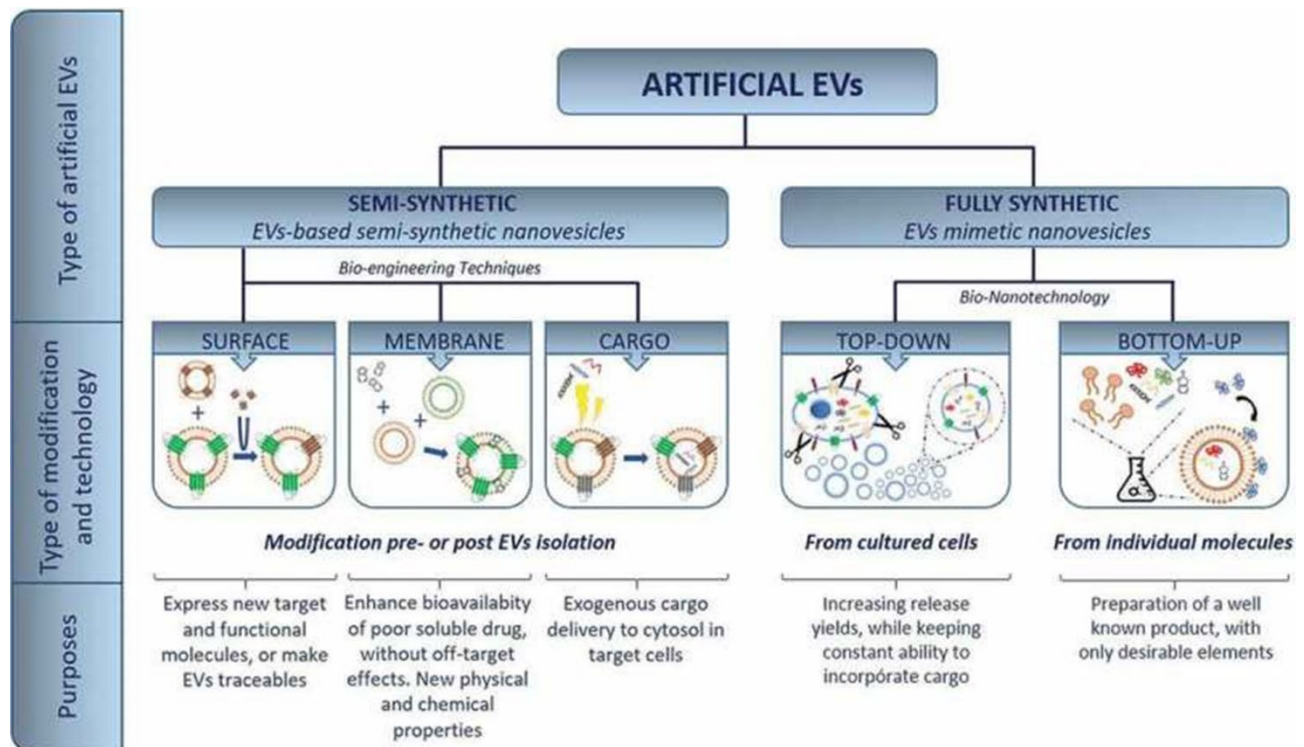 Type of artificial EVs
ARTIFICIAL EVs
SEMI-SYNTHETIC
EVs-based semi-synthetic nanovesicles
FULLY SYNTHETIC
EVs mimetic nanovesicles
Bio-engineering Techniques
Bio-Nanotechnology
Type of modification
and technology
SURFACE
MEMBRANE
CARGO
TOP-DOWN
BOTTOM-UP
Modification pre- or post EVs isolation
From cultured cells
From individual molecules
Purposes
Express new target
and functional
molecules, or make
EVs traceables
Enhance bioavailabity
of poor soluble drug,
without off-target
effects. New physical
and chemical
properties
Exogenous cargo
delivery to cytosol in
target cells
Increasing release
yields, while keeping
constant ability to
incorpórate cargo
Preparation of a well
known product, with
only desirable elements